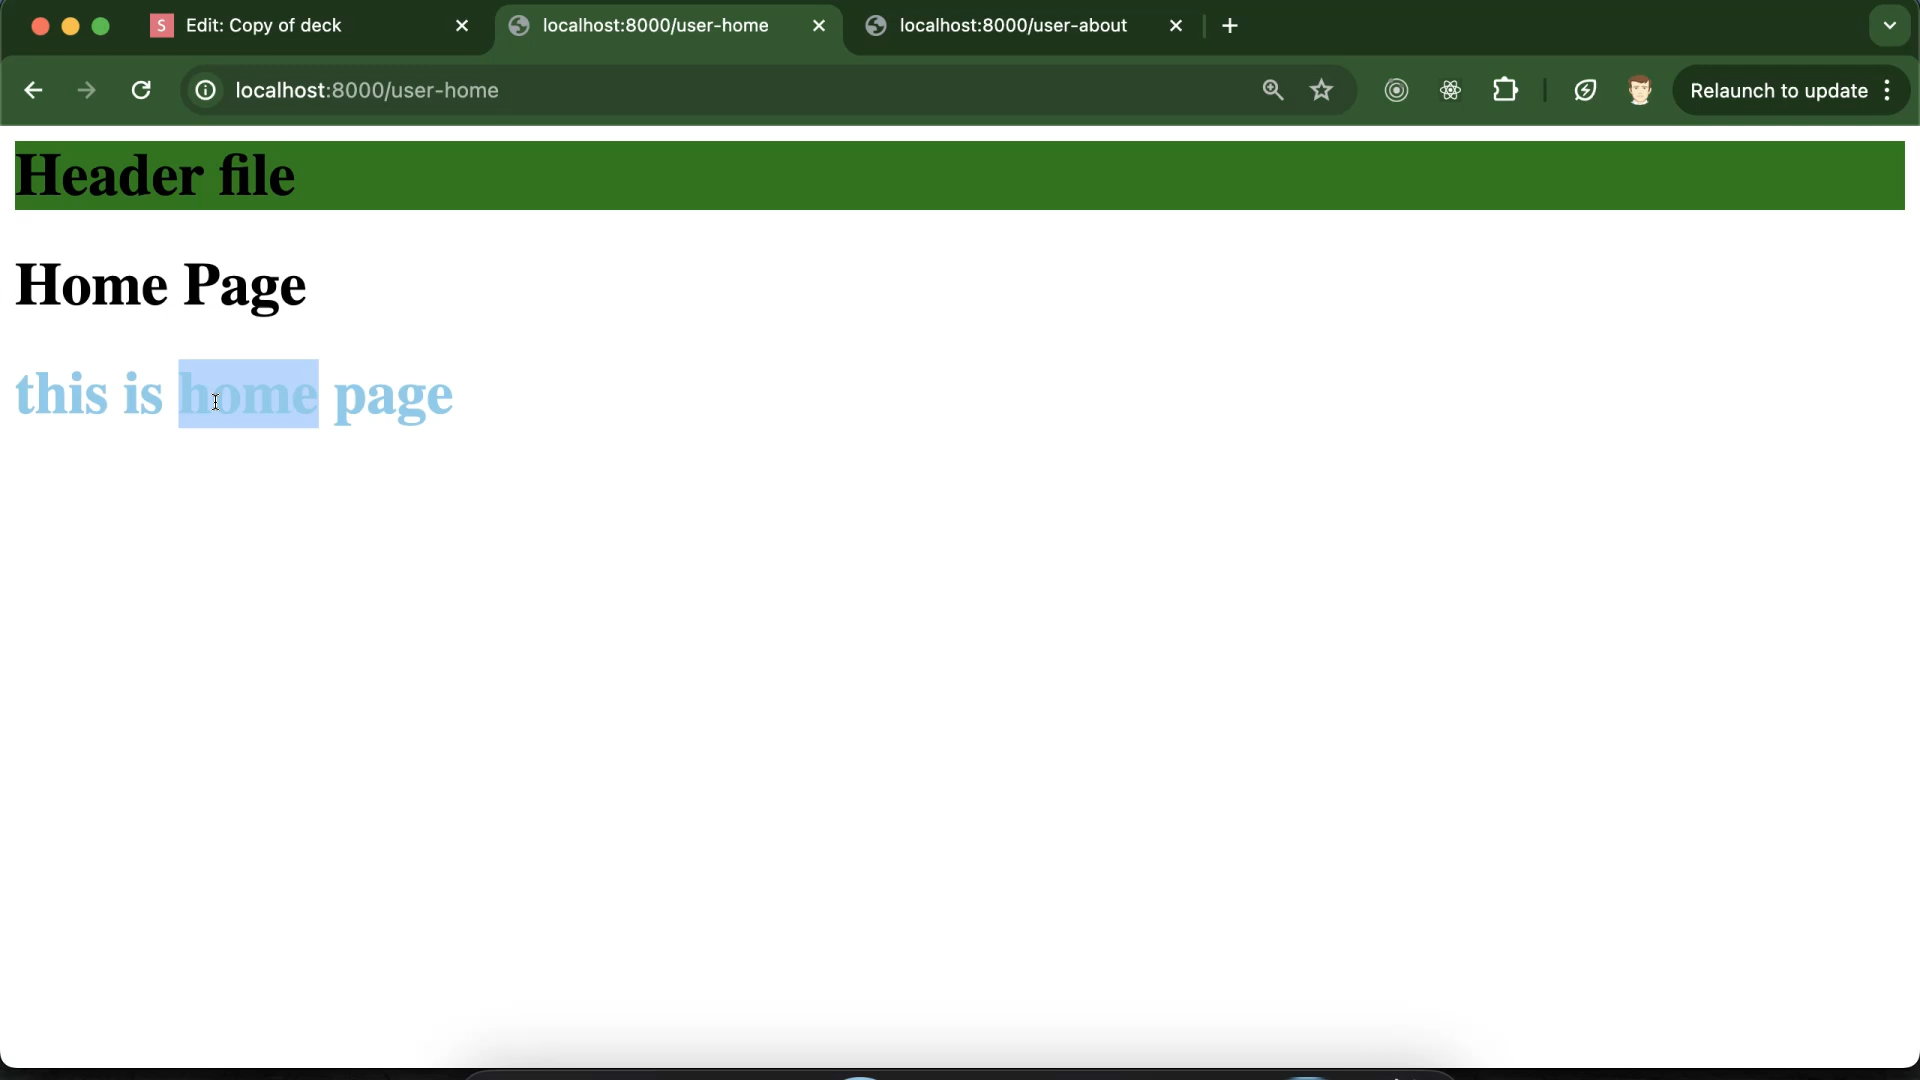 S Edit: Copy of deck
localhost:8000/user-home
localhost:8000/user-about
localhost:8000/user-home
Relaunch to update
Header file
Home Page
this is home page